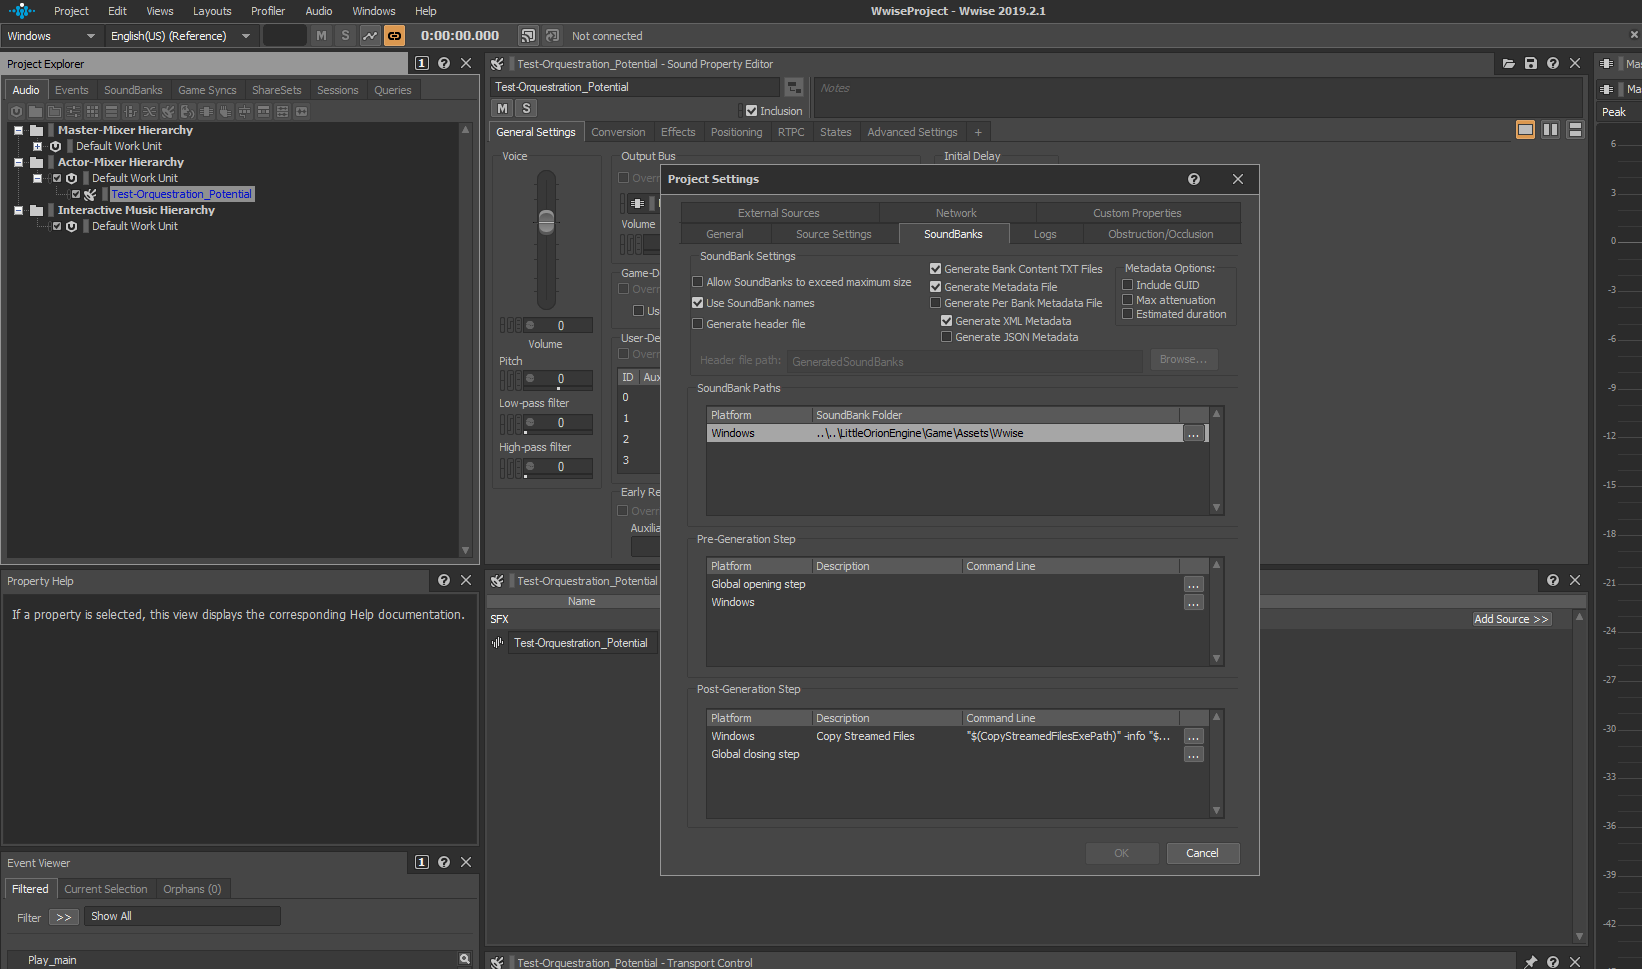 Project Edit Views Layouts Profiler Audio Windows Help WwiseProject - Wwise 2019.2.1
Windows English(US) (Reference) M S 0:00:00.000 Not connected
Project Explorer 1
Audio Events SoundBanks Game Syncs ShareSets Sessions Queries
Master-Mixer Hierarchy
Default Work Unit
Actor-Mixer Hierarchy
Default Work Unit
Test-Orquestration_Potential
Interactive Music Hierarchy
Default Work Unit
Property Help
If a property is selected, this view displays the corresponding Help documentation.
Event Viewer 1
Filtered Current Selection Orphans (0)
Filter >> Show All
Play_main
Test-Orquestration_Potential - Sound Property Editor
Test-Orquestration_Potential
Notes
M S Inclusion
General Settings Conversion Effects Positioning RTPC States Advanced Settings +
Voice
0
Volume
Pitch
0
Low-pass filter
0
High-pass filter
0
Output Bus
Overr
Volume
Game-D
Overr
Us
User-De
Overr
ID Aux
0
1
2
3
Early Re
Overr
Auxilia
Initial Delay
Project Settings
External Sources Network Custom Properties
General Source Settings SoundBanks Logs Obstruction/Occlusion
SoundBank Settings
Allow SoundBanks to exceed maximum size
Use SoundBank names
Generate header file
Generate Bank Content TXT Files
Generate Metadata File
Generate Per Bank Metadata File
Generate XML Metadata
Generate JSON Metadata
Metadata Options:
Include GUID
Max attenuation
Estimated duration
Header file path: GeneratedSoundBanks Browse...
SoundBank Paths
Platform SoundBank Folder
Windows ..\..\LittleOrionEngine\Game\Assets\Wwise ...
Pre-Generation Step
Platform Description Command Line
Global opening step ...
Windows ...
Post-Generation Step
Platform Description Command Line
Windows Copy Streamed Files "$(CopyStreamedFilesExePath)" -info "$... ...
Global closing step ...
OK Cancel
Test-Orquestration_Potential
Name
SFX
Add Source >>
Test-Orquestration_Potential
Test-Orquestration_Potential - Transport Control
Mas
Ma
Peak
6
3
0
-3
-6
-9
-12
-15
-18
-21
-24
-27
-30
-33
-36
-39
-42